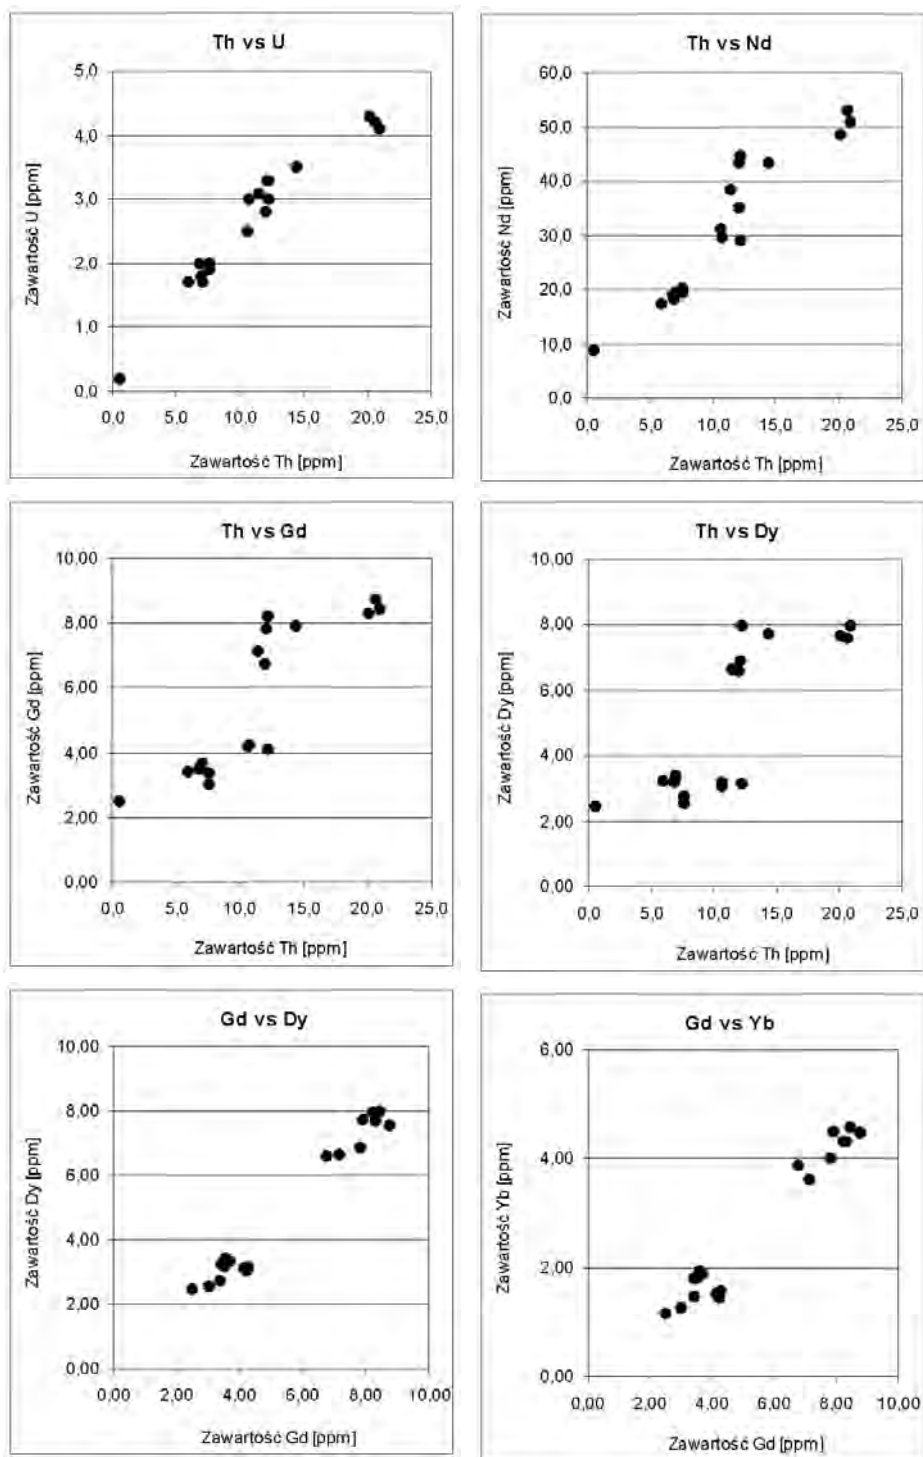 Th vs U
Zawartość U [ppm]
5,0
4,0
3,0
2,0
1,0
0,0
0,0 5,0 10,0 15,0 20,0 25,0
Zawartość Th [ppm]
Th vs Nd
Zawartość Nd [ppm]
60,0
50,0
40,0
30,0
20,0
10,0
0,0
0,0 5,0 10,0 15,0 20,0 25,0
Zawartość Th [ppm]
Th vs Gd
Zawartość Gd [ppm]
10,00
8,00
6,00
4,00
2,00
0,00
0,0 5,0 10,0 15,0 20,0 25,0
Zawartość Th [ppm]
Th vs Dy
Zawartość Dy [ppm]
10,00
8,00
6,00
4,00
2,00
0,00
0,0 5,0 10,0 15,0 20,0 25,0
Zawartość Th [ppm]
Gd vs Dy
Zawartość Dy [ppm]
10,00
8,00
6,00
4,00
2,00
0,00
0,00 2,00 4,00 6,00 8,00 10,00
Zawartość Gd [ppm]
Gd vs Yb
Zawartość Yb [ppm]
6,00
4,00
2,00
0,00
0,00 2,00 4,00 6,00 8,00 10,00
Zawartość Gd [ppm]